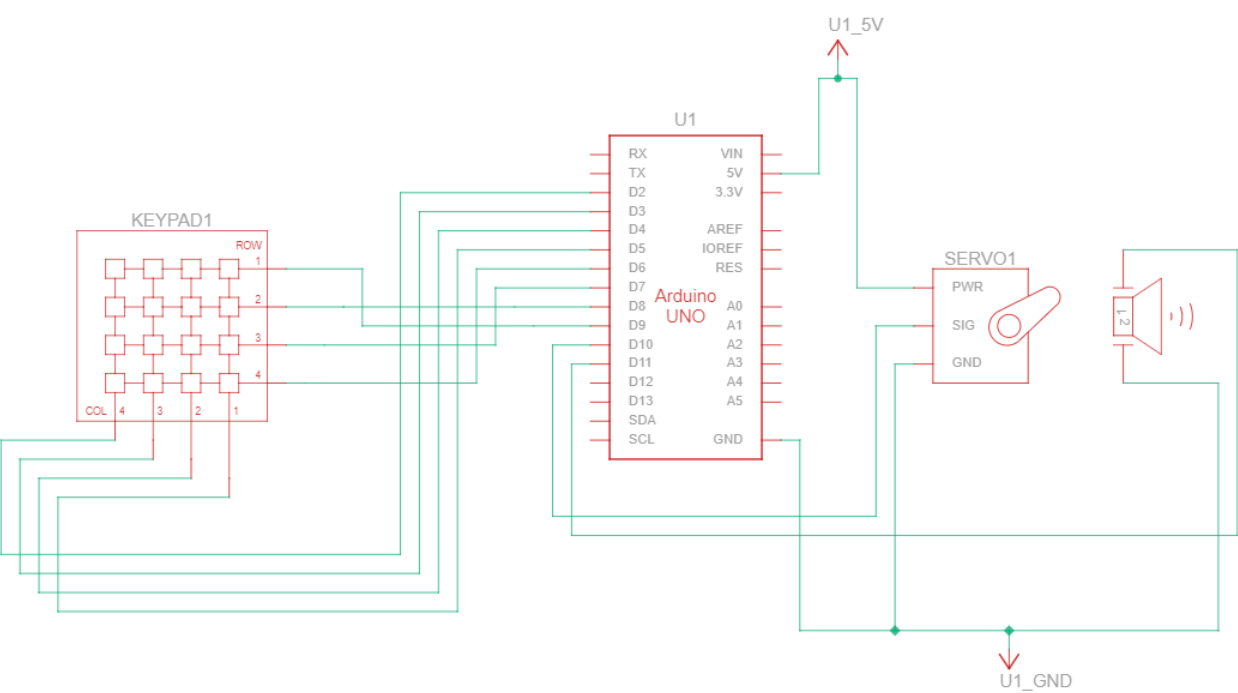 U1_5V
U1
RX VIN
TX 5V
D2 3.3V
D3
D4 AREF
D5 IOREF
D6 RES
D7
D8 A0
D9 A1
D10 A2
D11 A3
D12 A4
D13 A5
SDA
SCL GND
Arduino
UNO
KEYPAD1
ROW
1
2
3
4
COL 4 3 2 1
SERVO1
PWR
SIG
GND
1
2
U1_GND